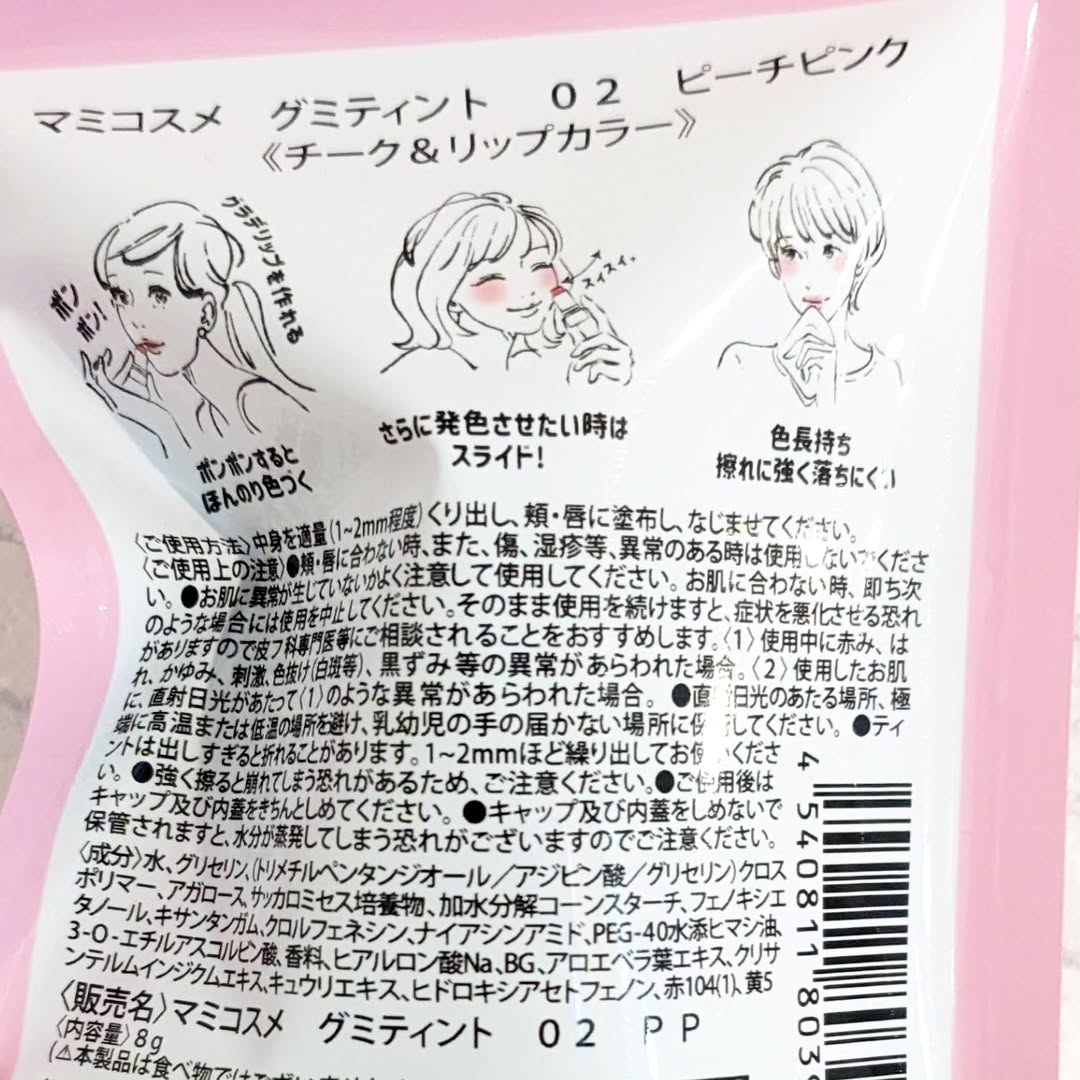 マミコスメ　グミティント　０２　ピーチピンク
《チーク＆リップカラー》
グラデリップを作れる
ポン
ポン!
スイスイ。
ポンポンすると
ほんのり色づく
さらに発色させたい時は
スライド!
色長持ち
擦れに強く落ちにくい
〈ご使用方法〉中身を適量(1~2mm程度)くり出し、頬・唇に塗布し、なじませてください。
〈ご使用上の注意〉●頬・唇に合わない時、また、傷、湿疹等、異常のある時は使用しないでくださ
い。●お肌に異常が生じていないかよく注意して使用してください。お肌に合わない時、即ち次
のような場合には使用を中止してください。そのまま使用を続けますと、症状を悪化させる恐れ
がありますので皮フ科専門医等にご相談されることをおすすめします。〈1〉使用中に赤み、は
れ、かゆみ、刺激、色抜け(白斑等)、黒ずみ等の異常があらわれた場合。〈2〉使用したお肌
に、直射日光があたって〈1〉のような異常があらわれた場合。●直射日光のあたる場所、極
端に高温または低温の場所を避け、乳幼児の手の届かない場所に保管してください。●ティ
ントは出しすぎると折れることがあります。1~2mmほど繰り出してお使いくださ
い。●強く擦ると崩れてしまう恐れがあるため、ご注意ください。●ご使用後は
キャップ及び内蓋をきちんとしめてください。●キャップ及び内蓋をしめないで
保管されますと、水分が蒸発してしまう恐れがございますのでご注意ください。
〈成分〉水、グリセリン、(トリメチルペンタンジオール／アジピン酸／グリセリン)クロス
ポリマー、アガロース、サッカロミセス培養物、加水分解コーンスターチ、フェノキシエ
タノール、キサンタンガム、クロルフェネシン、ナイアシンアミド、PEG-40水添ヒマシ油、
3-O-エチルアスコルビン酸、香料、ヒアルロン酸Na、BG、アロエベラ葉エキス、クリサ
ンテルムインジクムエキス、キュウリエキス、ヒドロキシアセトフェノン、赤104(1)、黄5
〈販売名〉マミコスメ　グミティント　０２　ＰＰ
〈内容量〉8g
(⚠本製品は食べ物ではございません
4 540811 803